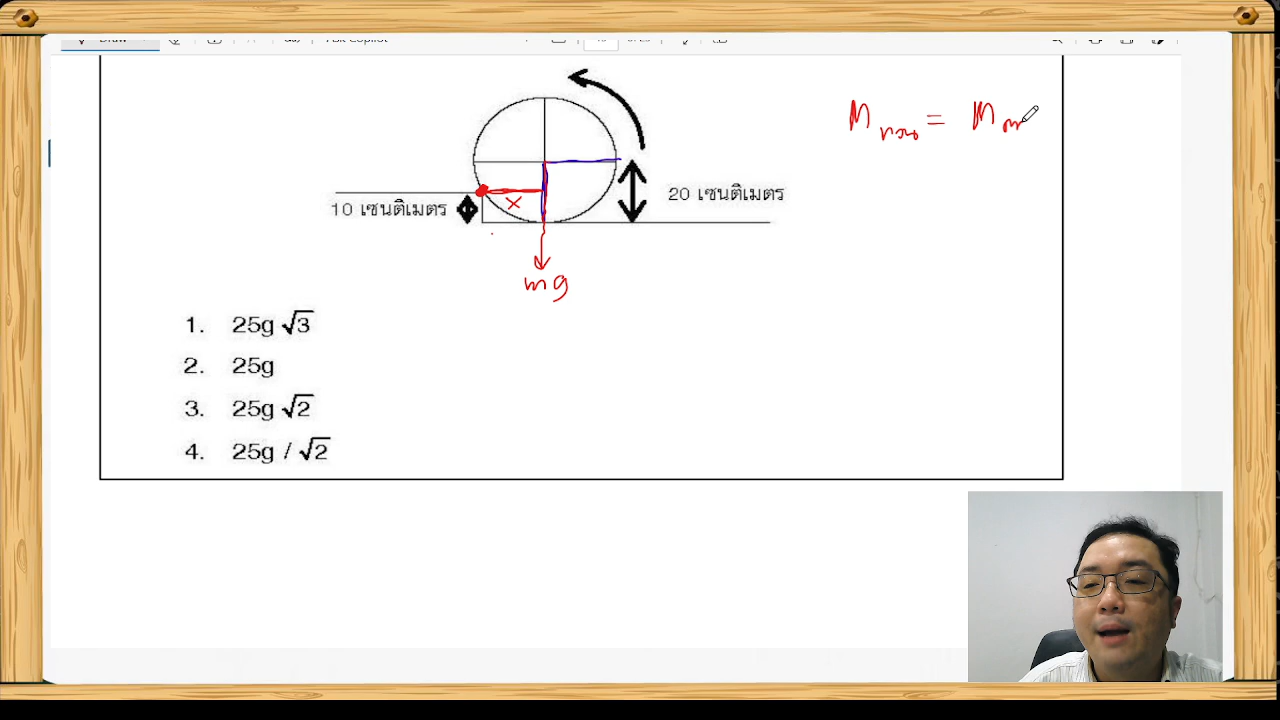 M = M
20 เซนติเมตร
10 เซนติเมตร
x
mg
1. 25g √3
2. 25g
3. 25g √2
4. 25g / √2